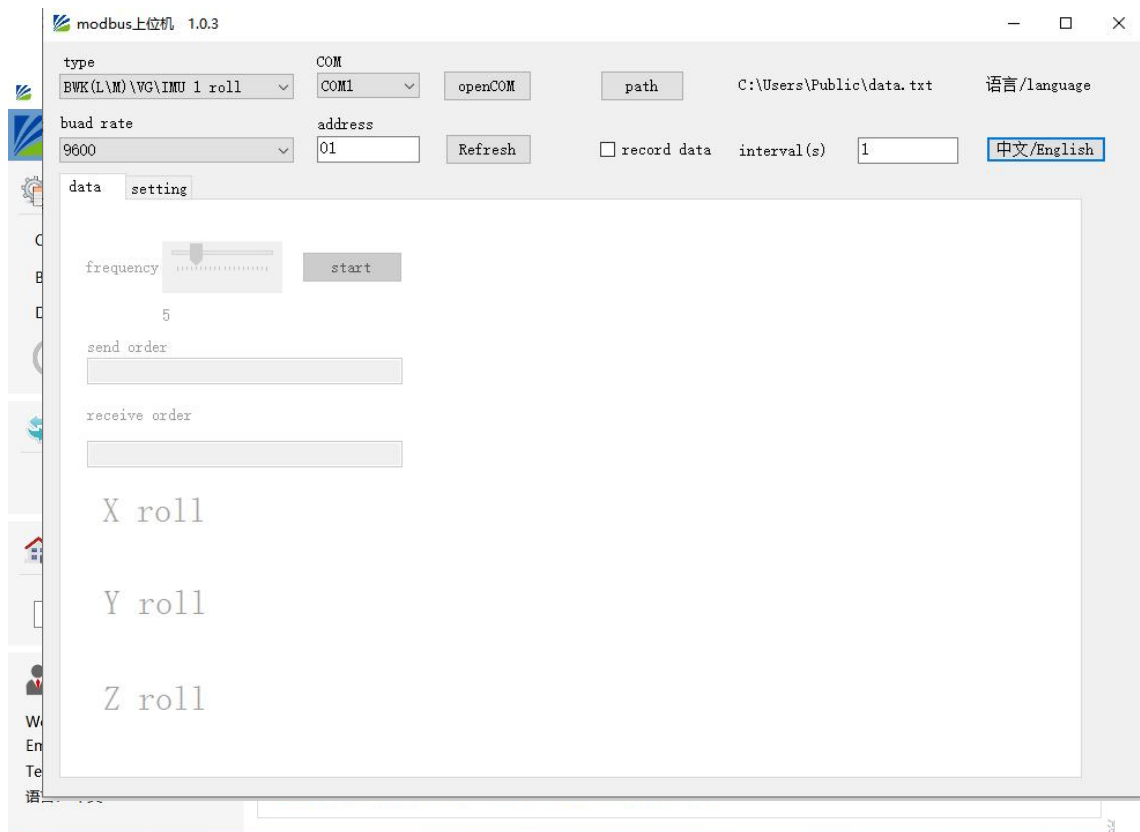 modbus上位机 1.0.3
type
COM
BWK(L\M)\VG\IMU 1 roll
COM1
openCOM
path
C:\Users\Public\data.txt
语言/language
buad rate
address
9600
01
Refresh
record data
interval(s)
1
中文/English
data
setting
frequency
start
5
send order
receive order
X roll
Y roll
Z roll